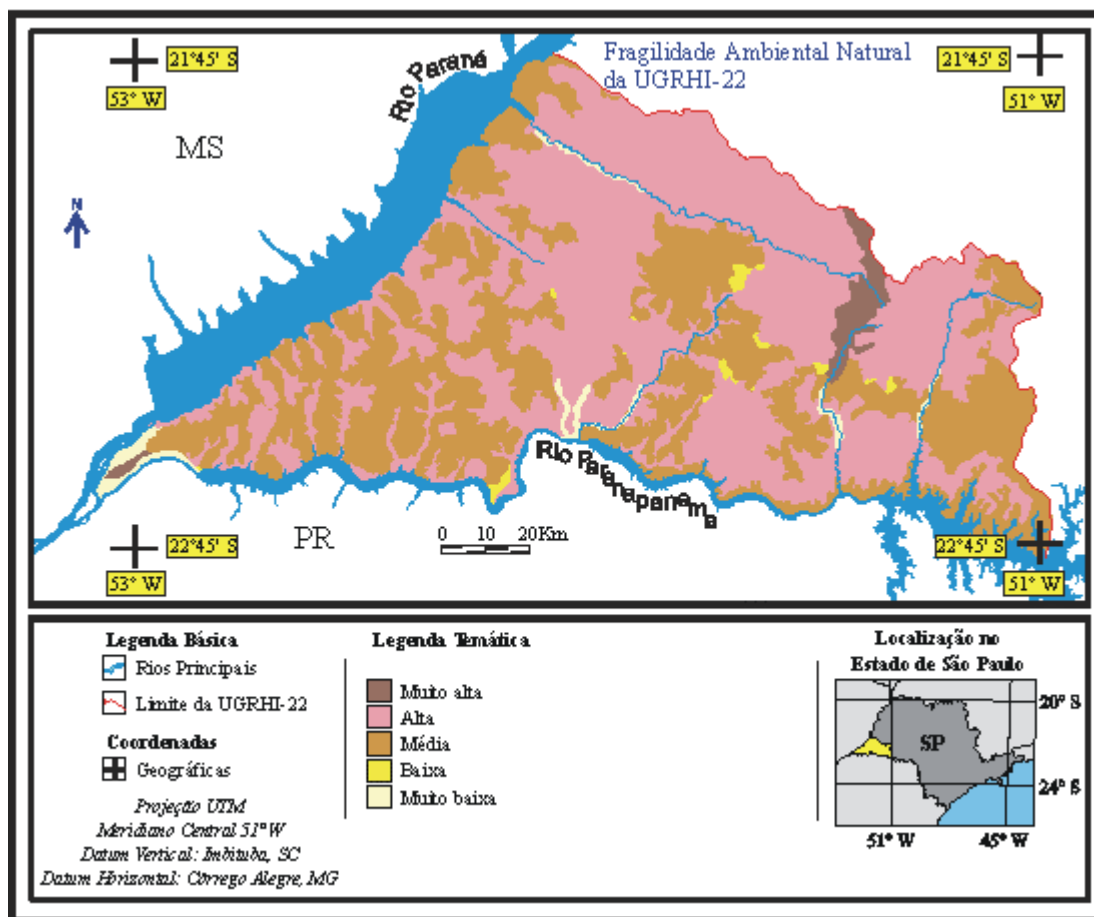 Fragilidade Ambiental Natural
da UGRHI-22
21°45' S
53° W
21°45' S
51° W
Rio Paraná
MS
N
Rio Paranapanema
PR
0 10 20Km
22°45' S
53° W
22°45' S
51° W
Legenda Básica
Rios Principais
Limite da UGRHI-22
Coordenadas
Geográficas
Projeção UTM
Meridiano Central 51°W
Datum Vertical: Imbituba, SC
Datum Horizontal: Córrego Alegre, MG
Legenda Temática
Muito alta
Alta
Média
Baixa
Muito baixa
Localização no
Estado de São Paulo
20° S
SP
24° S
51° W
45° W